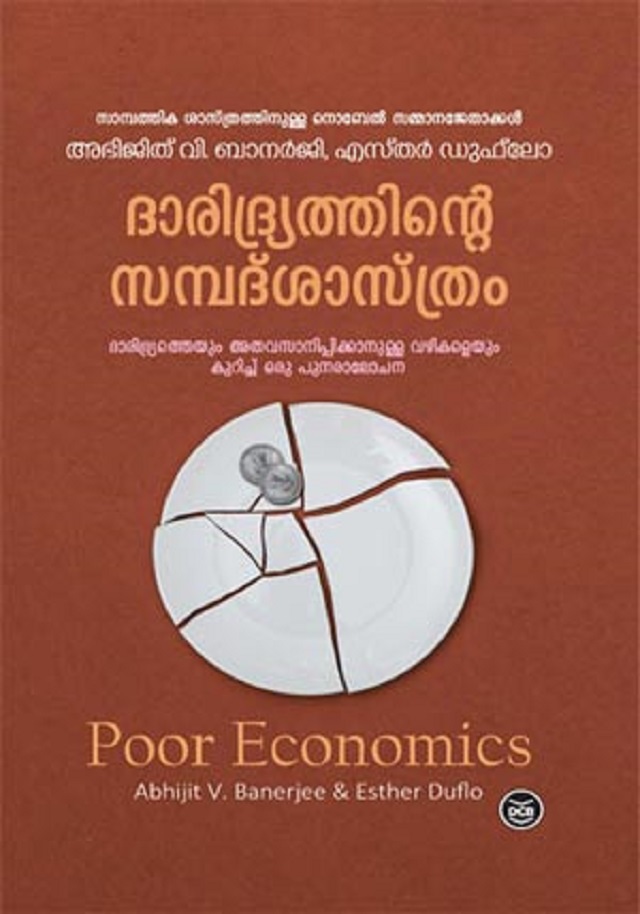 സാമ്പത്തിക ശാസ്ത്രത്തിനുള്ള നൊബേൽ സമ്മാനജേതാക്കൾ
അഭിജിത് വി. ബാനർജി, എസ്തർ ഡുഫ്ലോ
ദാരിദ്ര്യത്തിന്റെ
സമ്പദ്ശാസ്ത്രം
ദാരിദ്ര്യത്തെയും അതവസാനിപ്പിക്കാനുള്ള വഴികളെയും
കുറിച്ച് ഒരു പുനരാലോചന
Poor Economics
Abhijit V. Banerjee & Esther Duflo
DCB